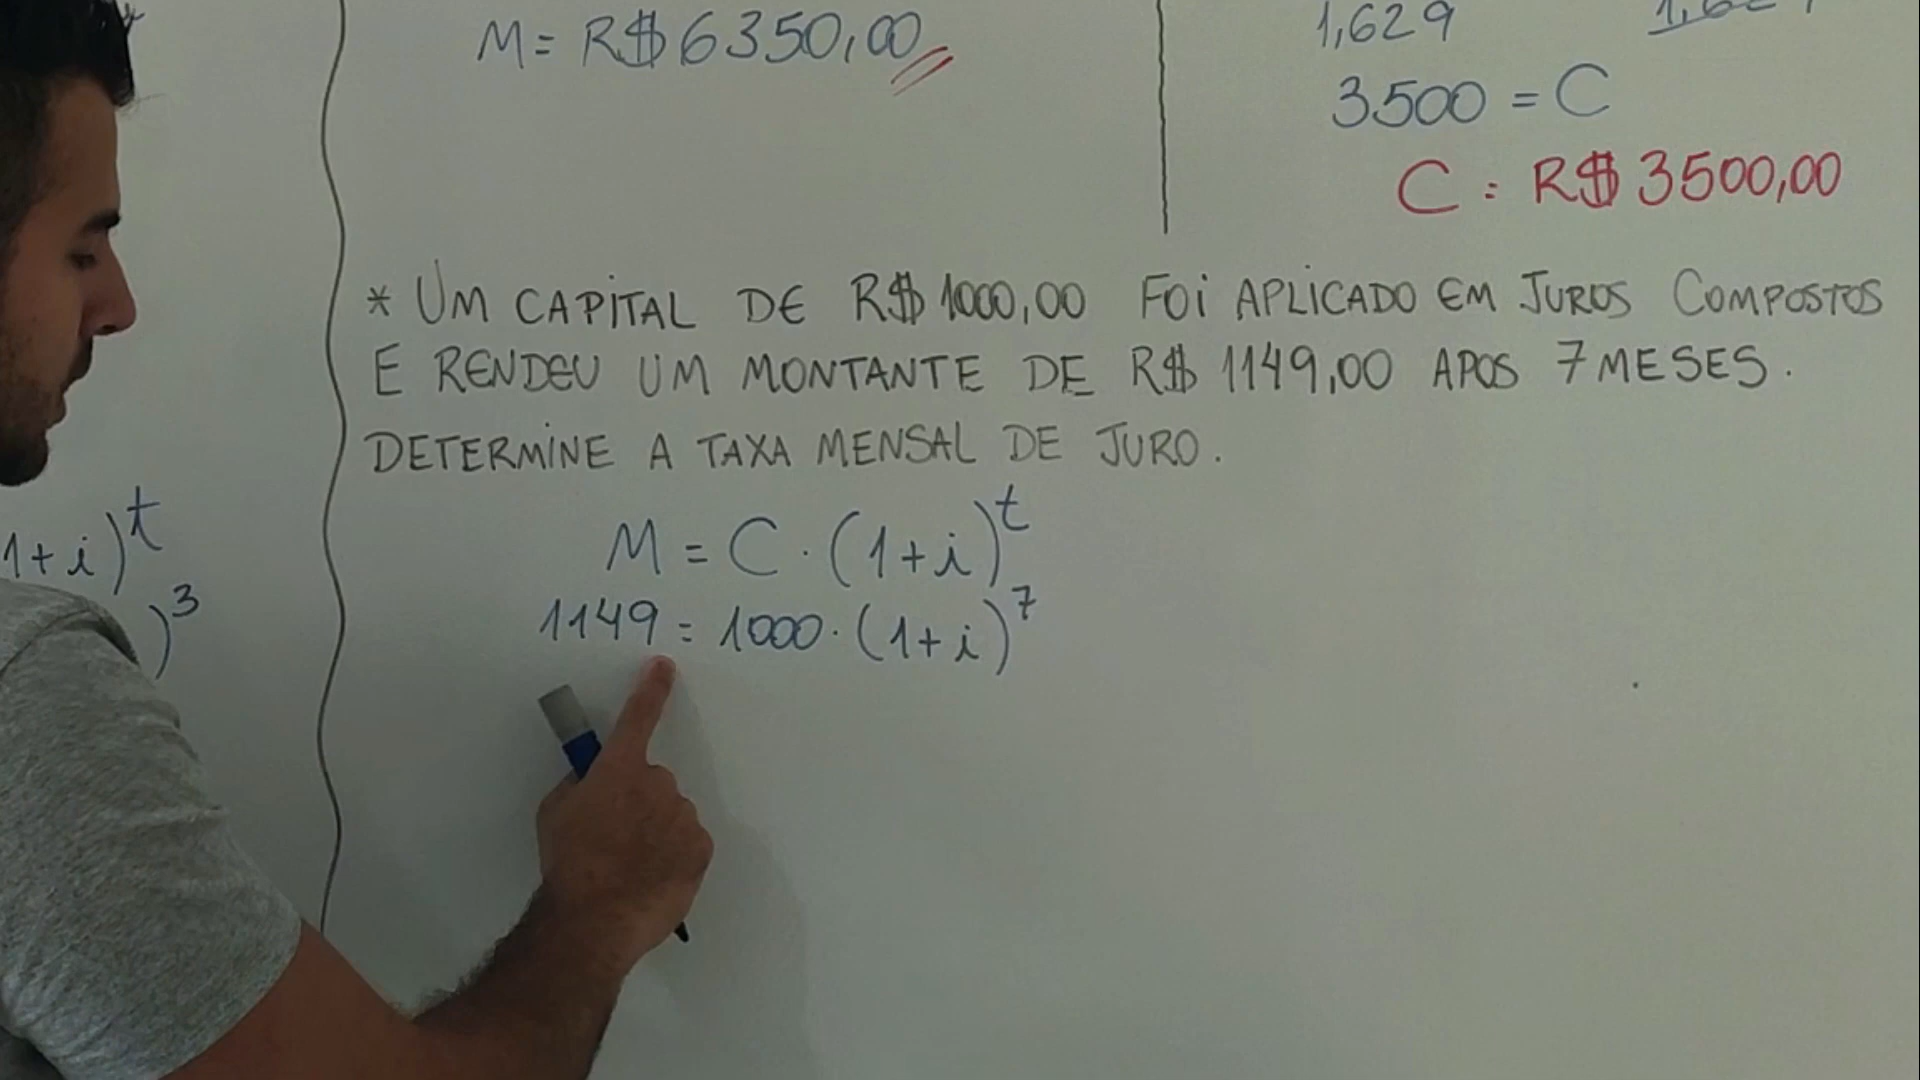 M = R$ 6350,00
1,629
3500 = C
C = R$ 3500,00
* UM CAPITAL DE R$ 1000,00 FOI APLICADO EM JUROS COMPOSTOS
E RENDEU UM MONTANTE DE R$ 1149,00 APOS 7 MESES.
DETERMINE A TAXA MENSAL DE JURO.
1+i)^t
)^3
M = C · (1+i)^t
1149 = 1000 · (1+i)^7